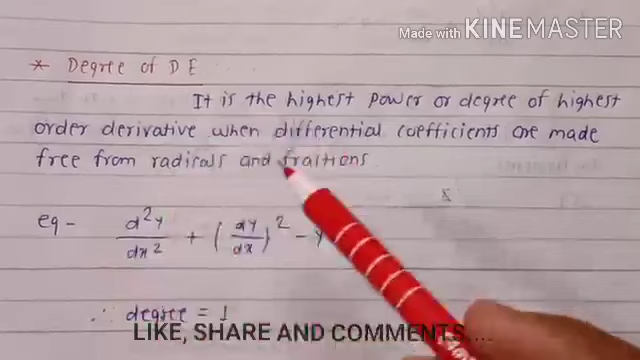 Made with KINEMASTER
* Degree of DE
It is the highest power or degree of highest
order derivative when differential coefficients are made
free from radicals and fractions.
eg - d²y/dx² + (dy/dx)² - y
∴ degree = 1
LIKE, SHARE AND COMMENTS....